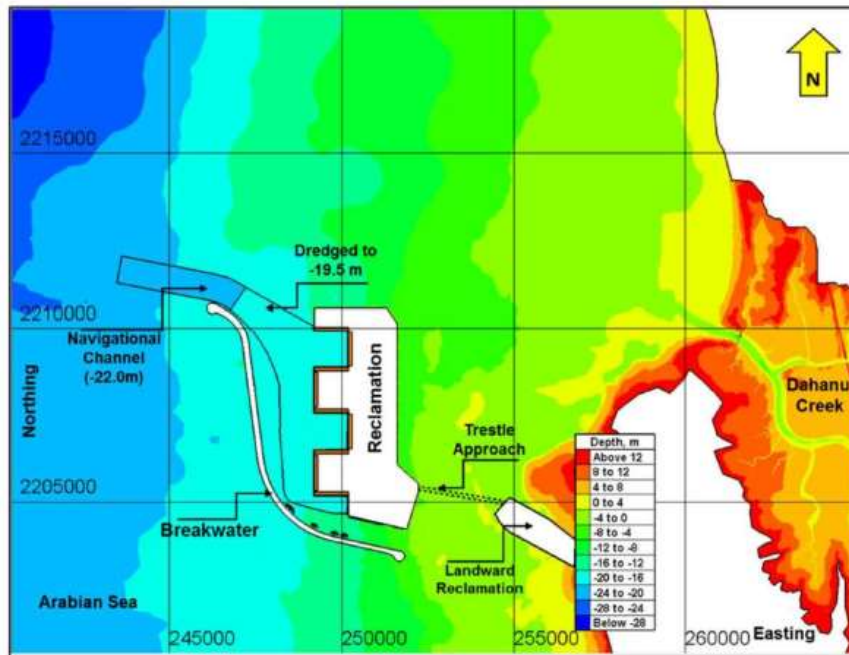 N
2215000
Dredged to
-19.5 m
2210000
Navigational
Channel
(-22.0m)
Northing
Reclamation
Dahanu
Creek
Trestle
Approach
2205000
Breakwater
Landward
Reclamation
Arabian Sea
Depth, m
Above 12
8 to 12
4 to 8
0 to 4
-4 to 0
-8 to -4
-12 to -8
-16 to -12
-20 to -16
-24 to -20
-28 to -24
Below -28
245000
250000
255000
260000
Easting